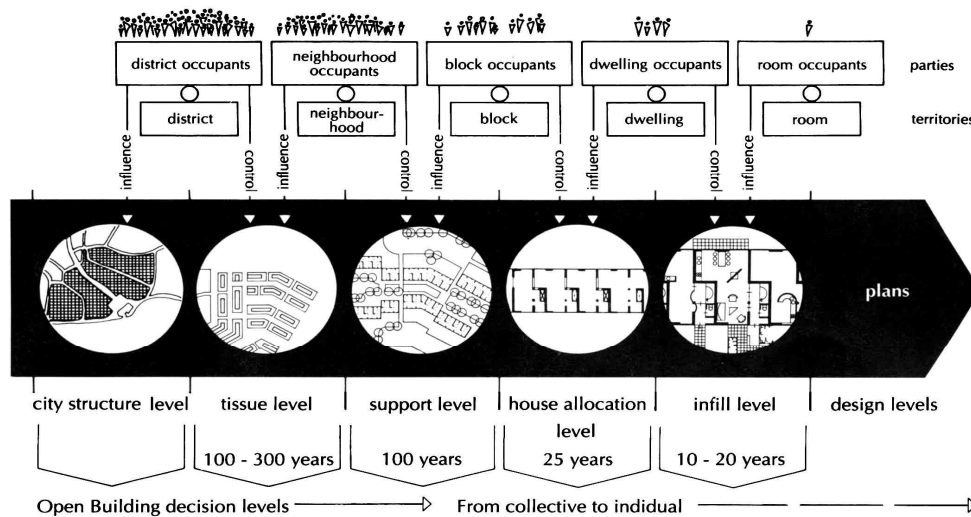 district occupants
neighbourhood
occupants
block occupants
dwelling occupants
room occupants
parties
district
neighbour-
hood
block
dwelling
room
territories
influence
control
influence
control
influence
control
influence
control
influence
plans
city structure level
tissue level
support level
house allocation
level
infill level
design levels
100 - 300 years
100 years
25 years
10 - 20 years
Open Building decision levels
From collective to indidual